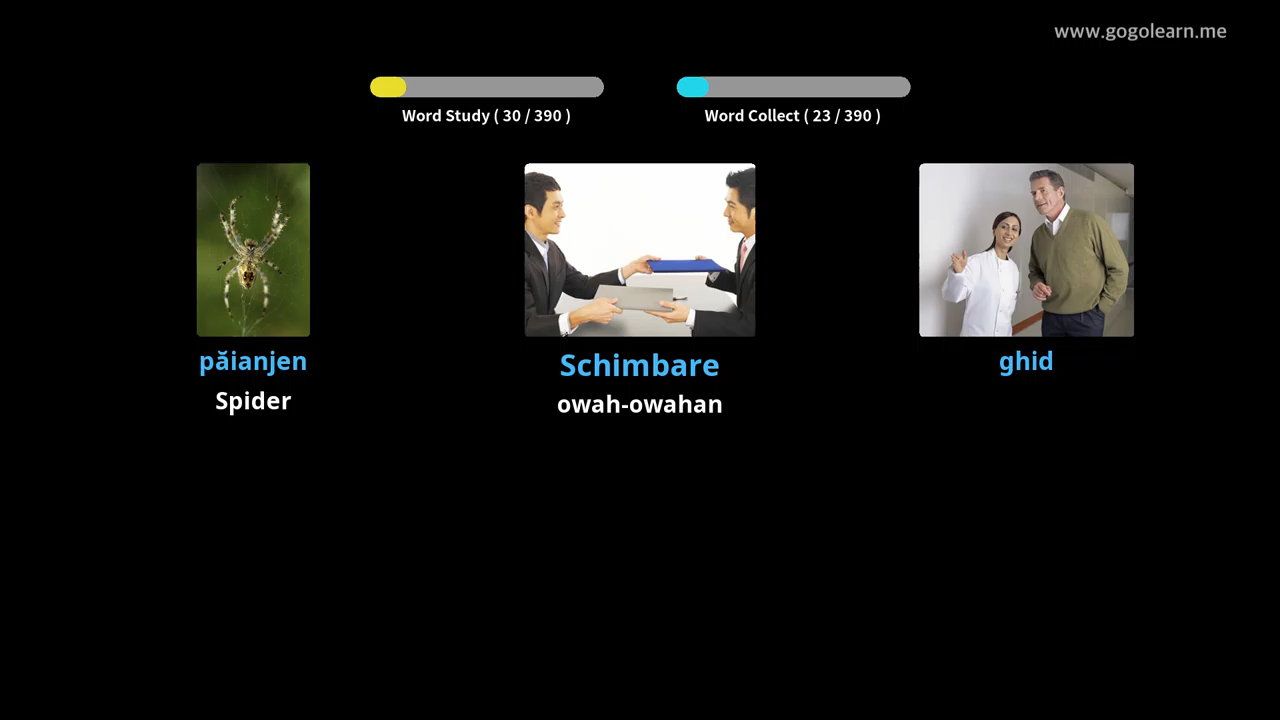 www.gogolearn.me
Word Study ( 30 / 390 )
Word Collect ( 23 / 390 )
păianjen
Spider
Schimbare
owah-owahan
ghid